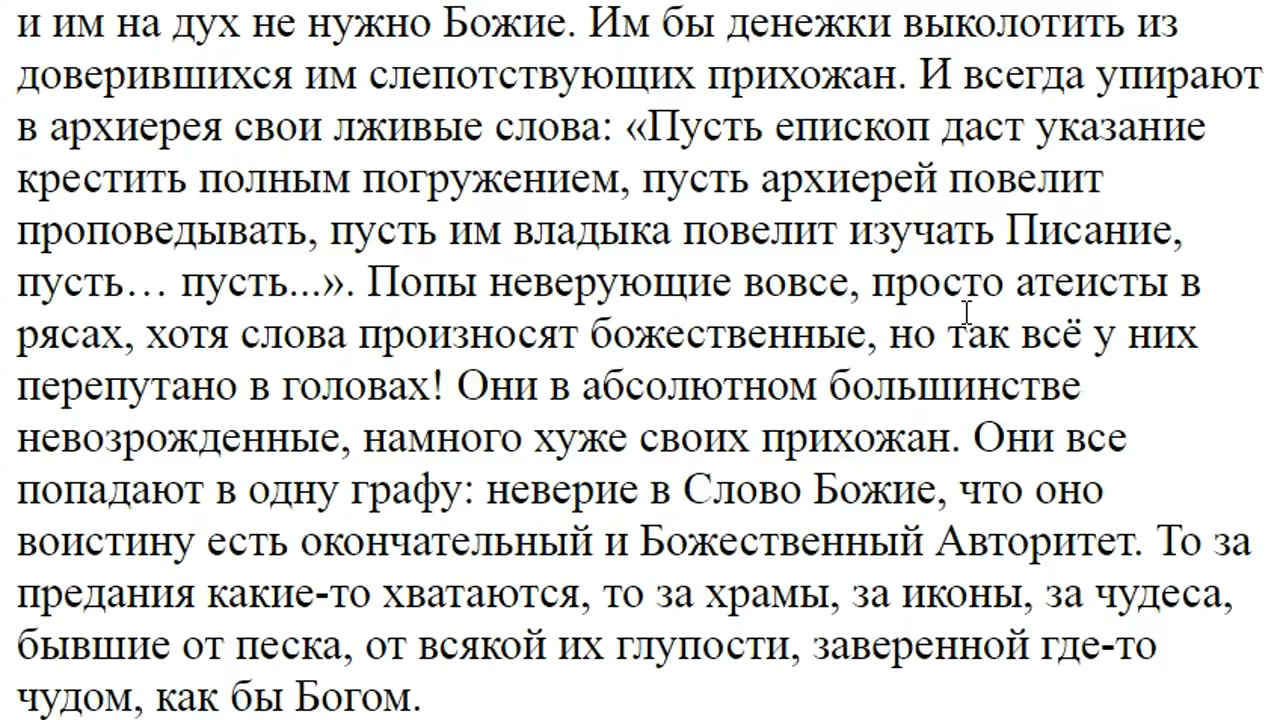 и им на дух не нужно Божие. Им бы денежки выколотить из
доверившихся им слепотствующих прихожан. И всегда упирают
в архиерея свои лживые слова: «Пусть епископ даст указание
крестить полным погружением, пусть архиерей повелит
проповедывать, пусть им владыка повелит изучать Писание,
пусть… пусть...». Попы неверующие вовсе, просто атеисты в
рясах, хотя слова произносят божественные, но так всё у них
перепутано в головах! Они в абсолютном большинстве
невозрожденные, намного хуже своих прихожан. Они все
попадают в одну графу: неверие в Слово Божие, что оно
воистину есть окончательный и Божественный Авторитет. То за
предания какие-то хватаются, то за храмы, за иконы, за чудеса,
бывшие от песка, от всякой их глупости, заверенной где-то
чудом, как бы Богом.